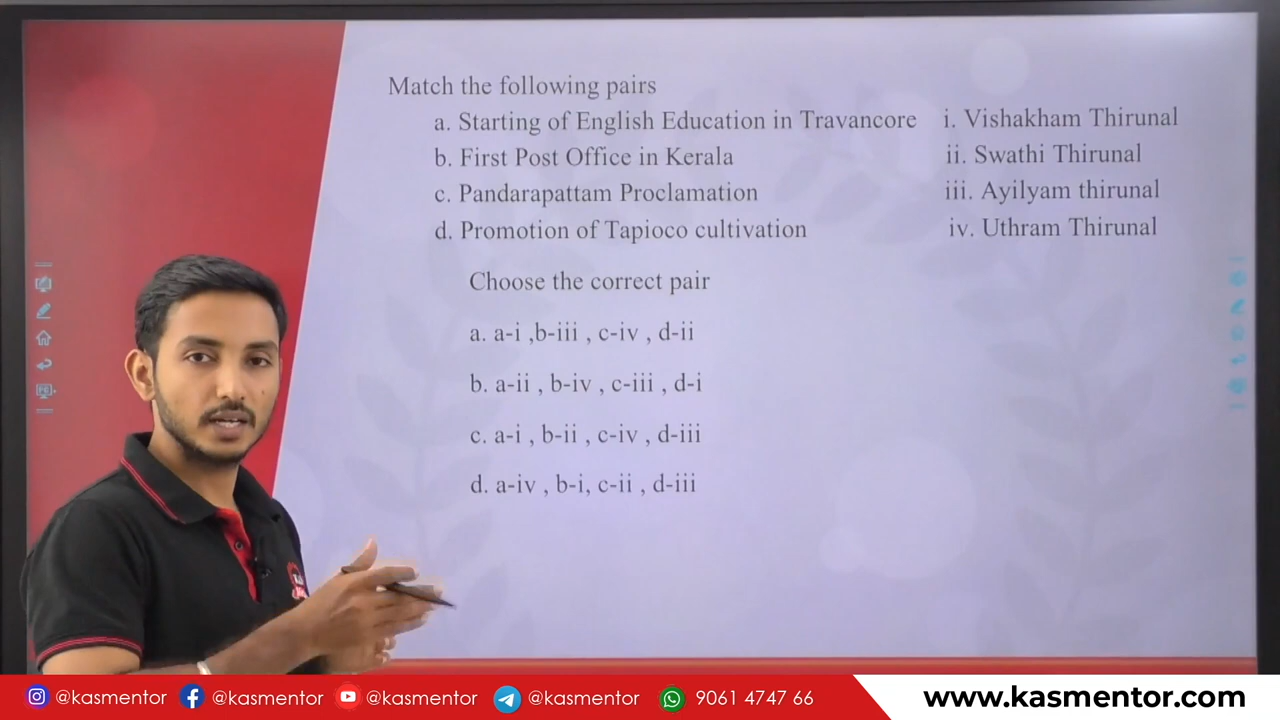 Match the following pairs
a. Starting of English Education in Travancore i. Vishakham Thirunal
b. First Post Office in Kerala ii. Swathi Thirunal
c. Pandarapattam Proclamation iii. Ayilyam thirunal
d. Promotion of Tapioco cultivation iv. Uthram Thirunal
Choose the correct pair
a. a-i ,b-iii , c-iv , d-ii
b. a-ii , b-iv , c-iii , d-i
c. a-i , b-ii , c-iv , d-iii
d. a-iv , b-i, c-ii , d-iii
@kasmentor @kasmentor @kasmentor @kasmentor 9061 4747 66 www.kasmentor.com